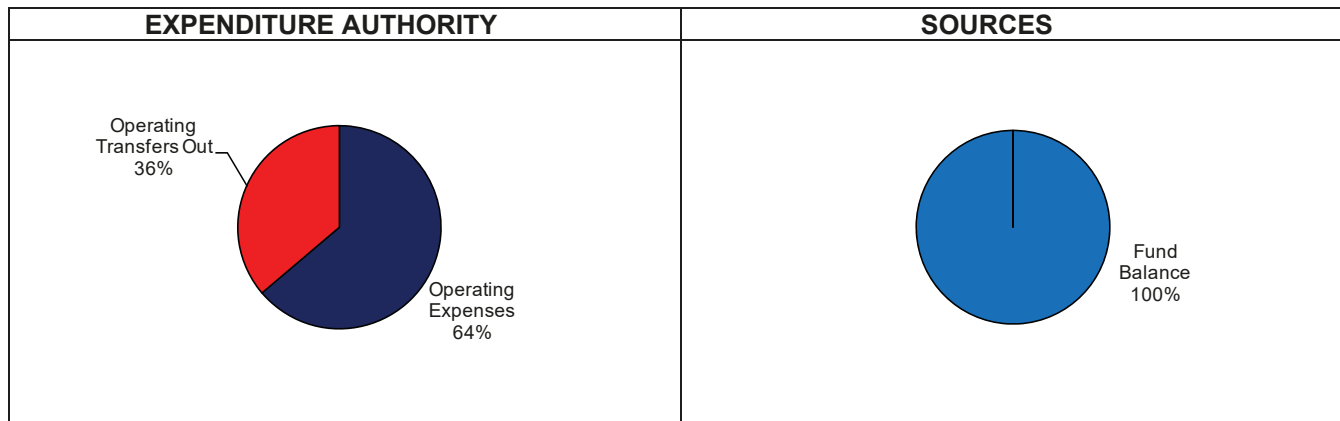 EXPENDITURE AUTHORITY
SOURCES
Operating
Transfers Out
36%
Operating
Expenses
64%
Fund
Balance
100%